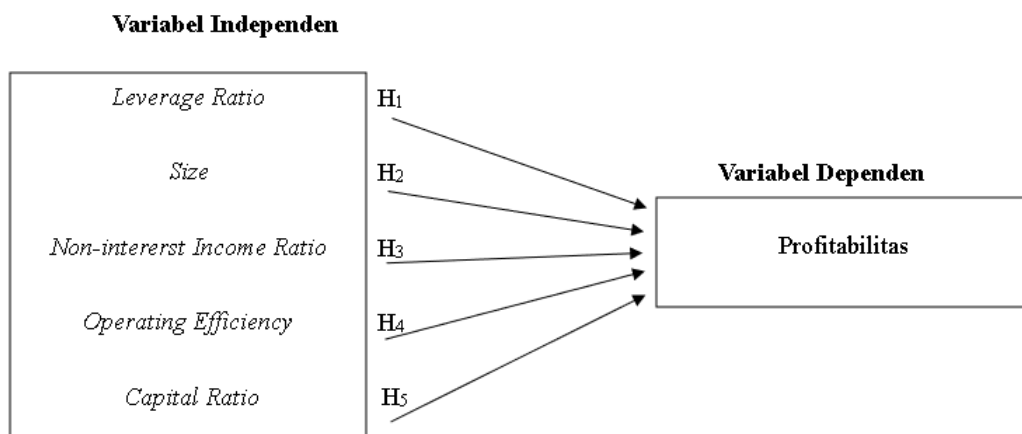 Variabel Independen
Leverage Ratio
H1
Size
H2
Variabel Dependen
Non-intererst Income Ratio
H3
Profitabilitas
Operating Efficiency
H4
Capital Ratio
H5